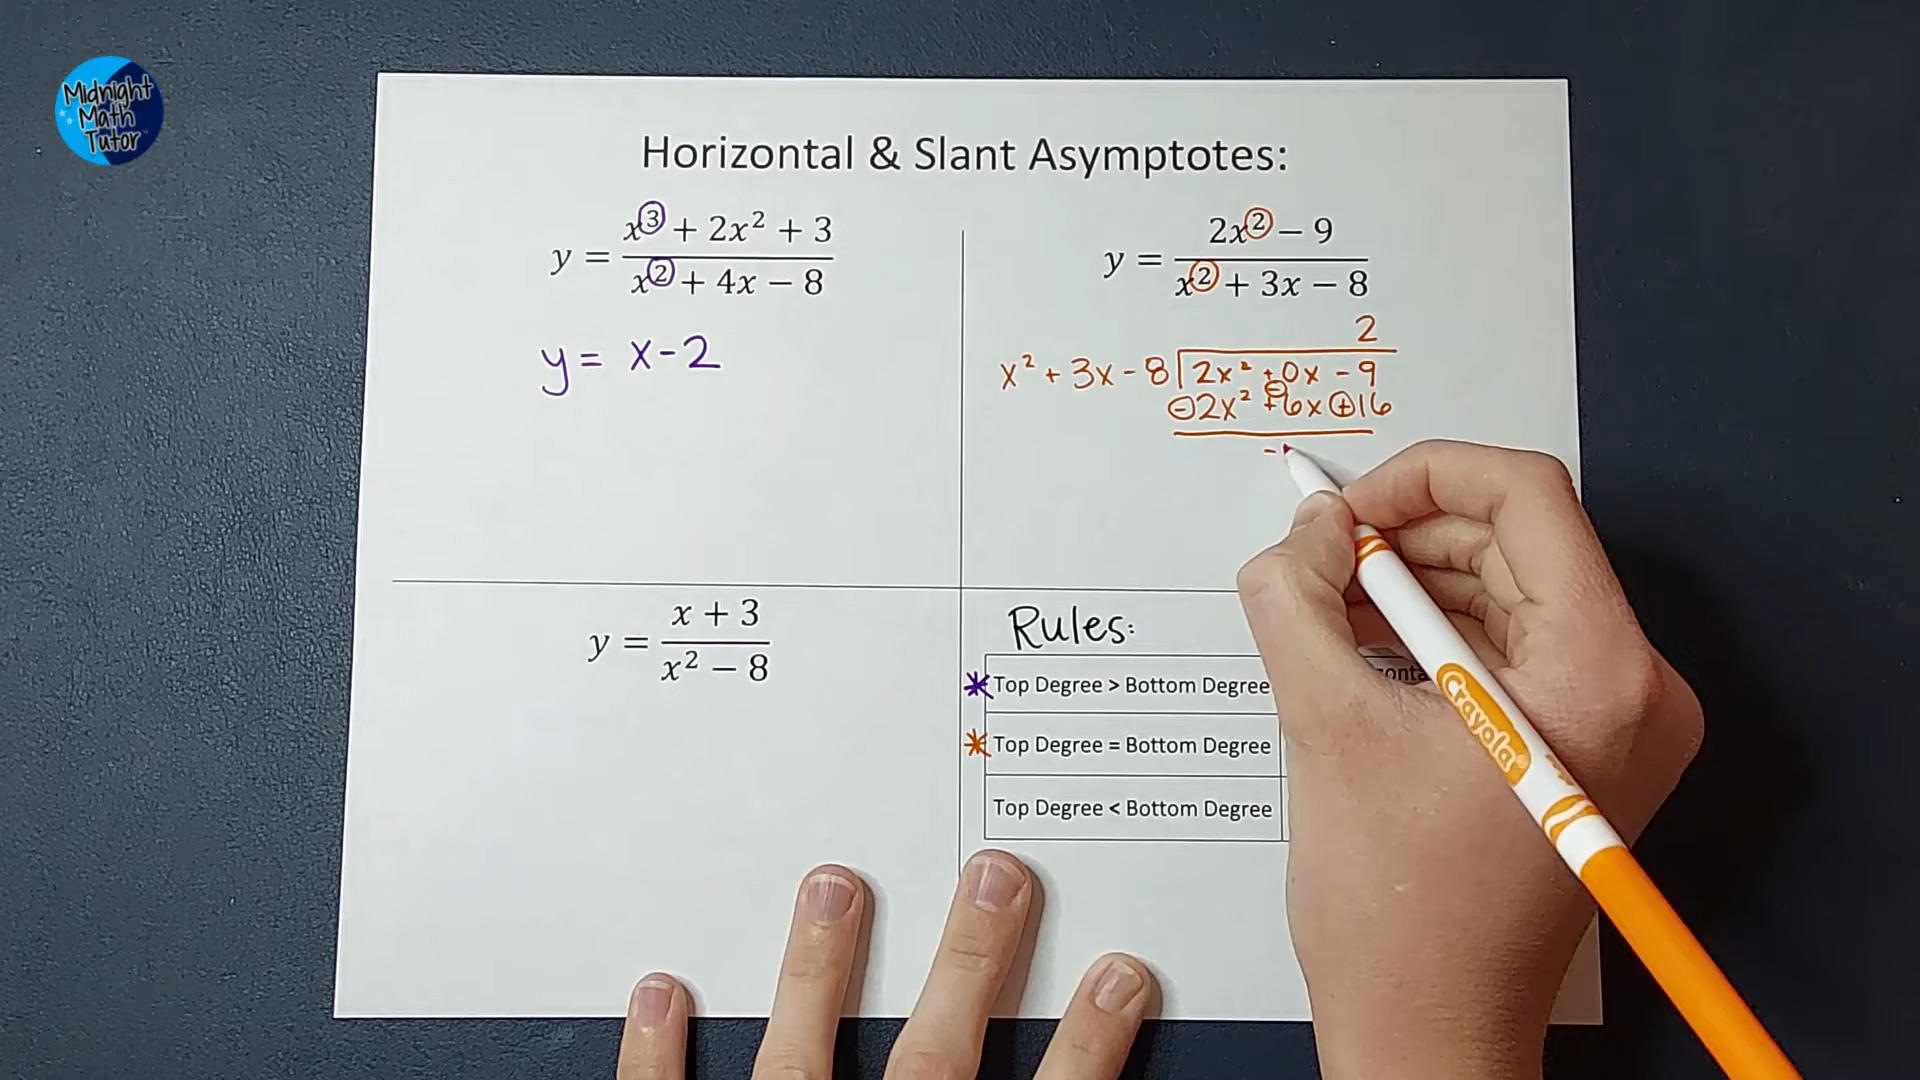 Midnight
Math
Tutor
Horizontal & Slant Asymptotes:
y = (x³ + 2x² + 3)/(x² + 4x − 8)
y = x-2
y = (2x² − 9)/(x² + 3x − 8)
2
x² + 3x - 8 2x² + 0x - 9
-2x² +6x +16
-
y = (x + 3)/(x² − 8)
Rules:
* Top Degree > Bottom Degree
* Top Degree = Bottom Degree
Top Degree < Bottom Degree
Crayola